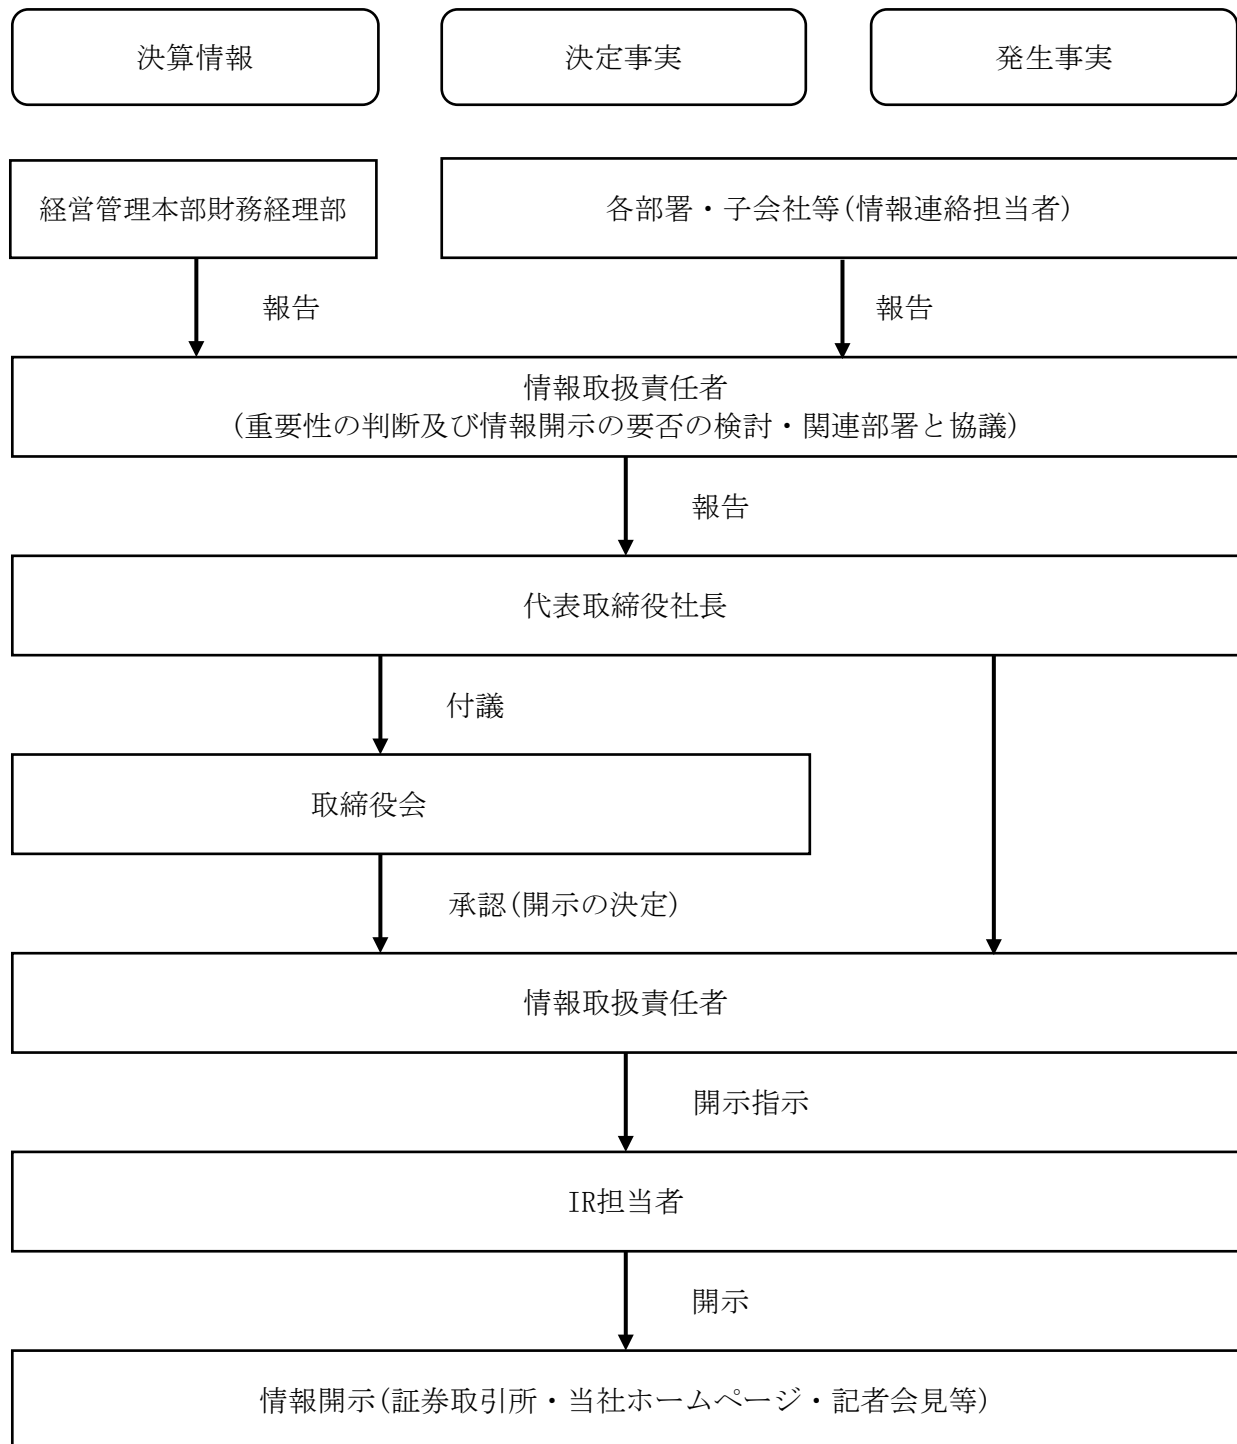 決算情報
決定事実
発生事実
経営管理本部財務経理部
各部署・子会社等(情報連絡担当者)
報告
報告
情報取扱責任者
(重要性の判断及び情報開示の要否の検討・関連部署と協議)
報告
代表取締役社長
付議
取締役会
承認(開示の決定)
情報取扱責任者
開示指示
IR担当者
開示
情報開示(証券取引所・当社ホームページ・記者会見等)